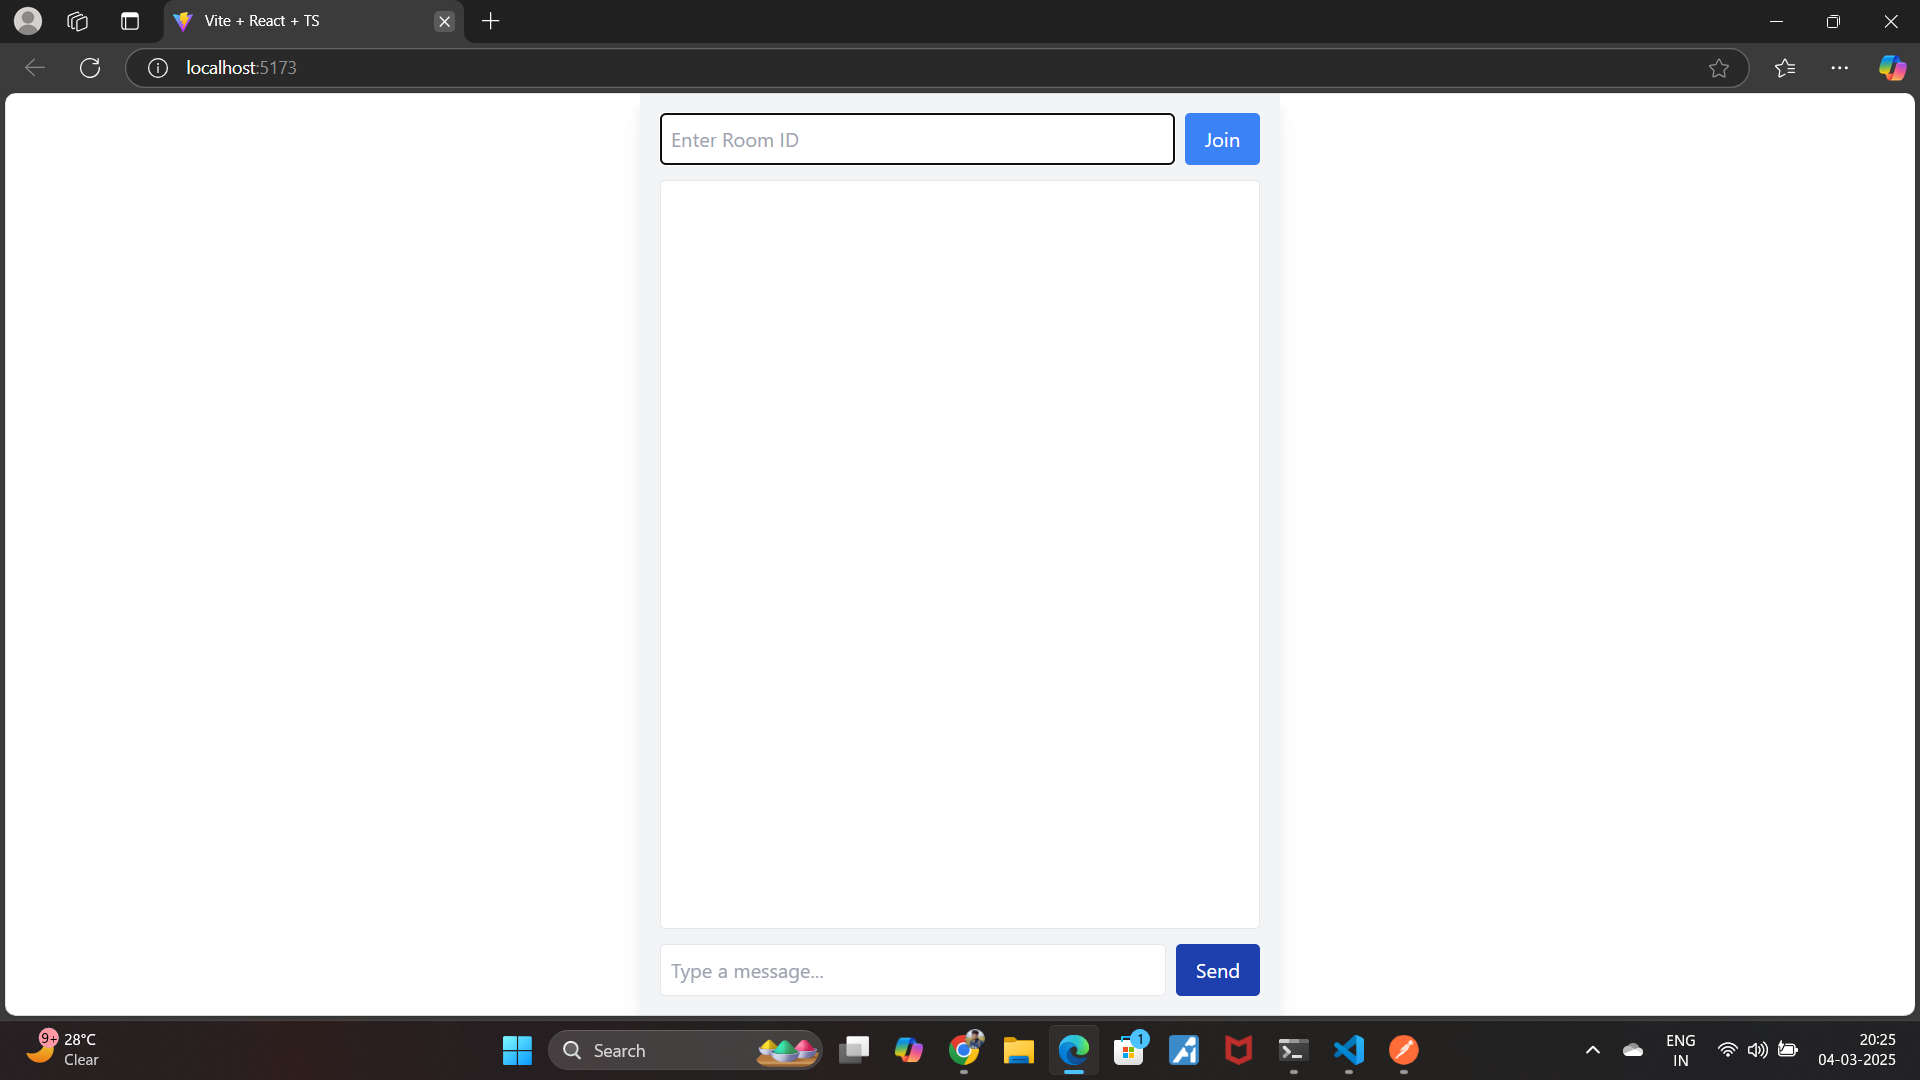 Vite + React + TS
localhost:5173
Enter Room ID
Join
Type a message...
Send
9+
28°C
Clear
Search
1
ENG
IN
20:25
04-03-2025